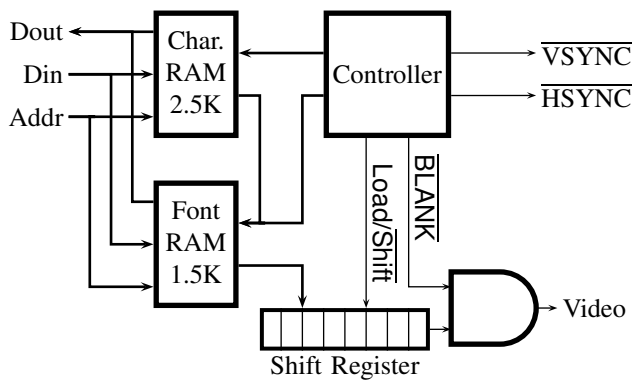 Dout
Din
Addr
Char.
RAM
2.5K
Controller
VSYNC
HSYNC
Font
RAM
1.5K
Load/Shift
BLANK
Video
Shift Register